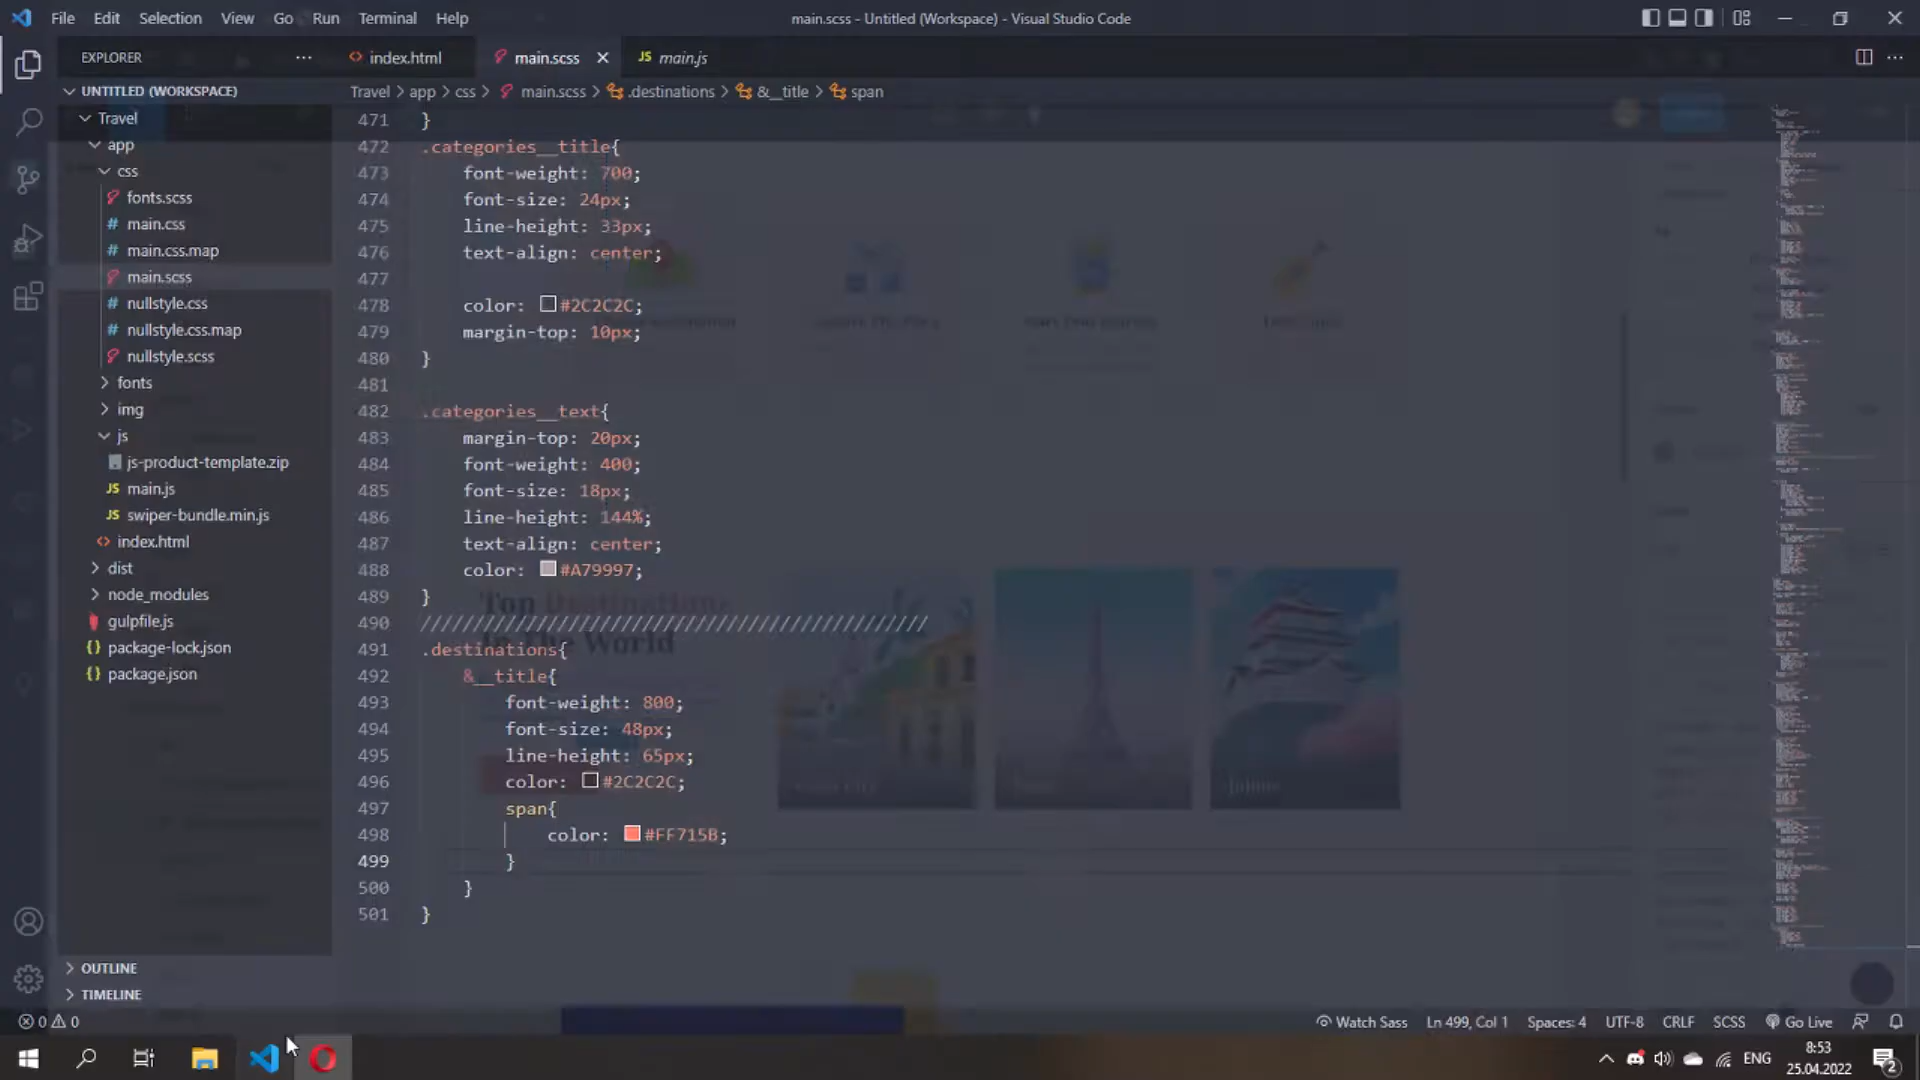 File Edit Selection View Go Run Terminal Help
main.scss - Untitled (Workspace) - Visual Studio Code
EXPLORER
index.html
main.scss
JS main.js
UNTITLED (WORKSPACE)
Travel > app > css > main.scss > .destinations > &__title > span
Travel
app
css
fonts.scss
# main.css
# main.css.map
main.scss
# nullstyle.css
# nullstyle.css.map
nullstyle.scss
fonts
img
js
js-product-template.zip
JS main.js
JS swiper-bundle.min.js
index.html
dist
node_modules
gulpfile.js
{} package-lock.json
{} package.json
OUTLINE
TIMELINE
471 }
472 .categories__title{
473 font-weight: 700;
474 font-size: 24px;
475 line-height: 33px;
476 text-align: center;
477
478 color: #2C2C2C;
479 margin-top: 10px;
480 }
481
482 .categories__text{
483 margin-top: 20px;
484 font-weight: 400;
485 font-size: 18px;
486 line-height: 144%;
487 text-align: center;
488 color: #A79997;
489 }
490 ////////////////////////////////////////////////
491 .destinations{
492 &__title{
493 font-weight: 800;
494 font-size: 48px;
495 line-height: 65px;
496 color: #2C2C2C;
497 span{
498 color: #FF715B;
499 }
500 }
501 }
Top Destinations
In The World
0 0
Watch Sass
Ln 499, Col 1
Spaces: 4
UTF-8
CRLF
SCSS
Go Live
ENG
8:53
25.04.2022
2